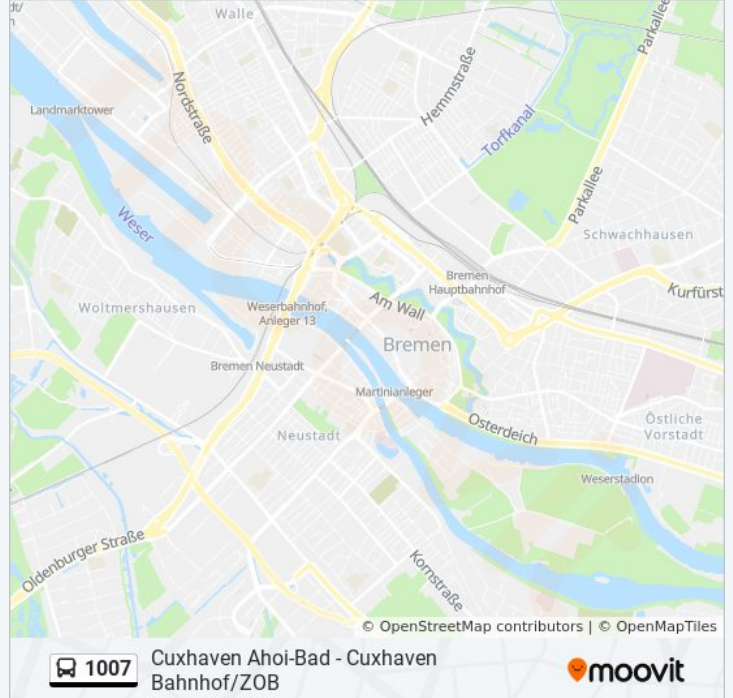 dt/
Walle
Parkallee
Hemmstraße
Nordstraße
Landmarktower
Torfkanal
Parkallee
Weser
Schwachhausen
Bremen
Hauptbahnhof
Kurfürst
Woltmershausen
Weserbahnhof,
Anleger 13
Am Wall
Bremen
Bremen Neustadt
Martinianleger
Neustadt
Osterdeich
Östliche
Vorstadt
Weserstadion
Oldenburger Straße
Kornstraße
© OpenStreetMap contributors | © OpenMapTiles
1007
Cuxhaven Ahoi-Bad - Cuxhaven
Bahnhof/ZOB
moovit